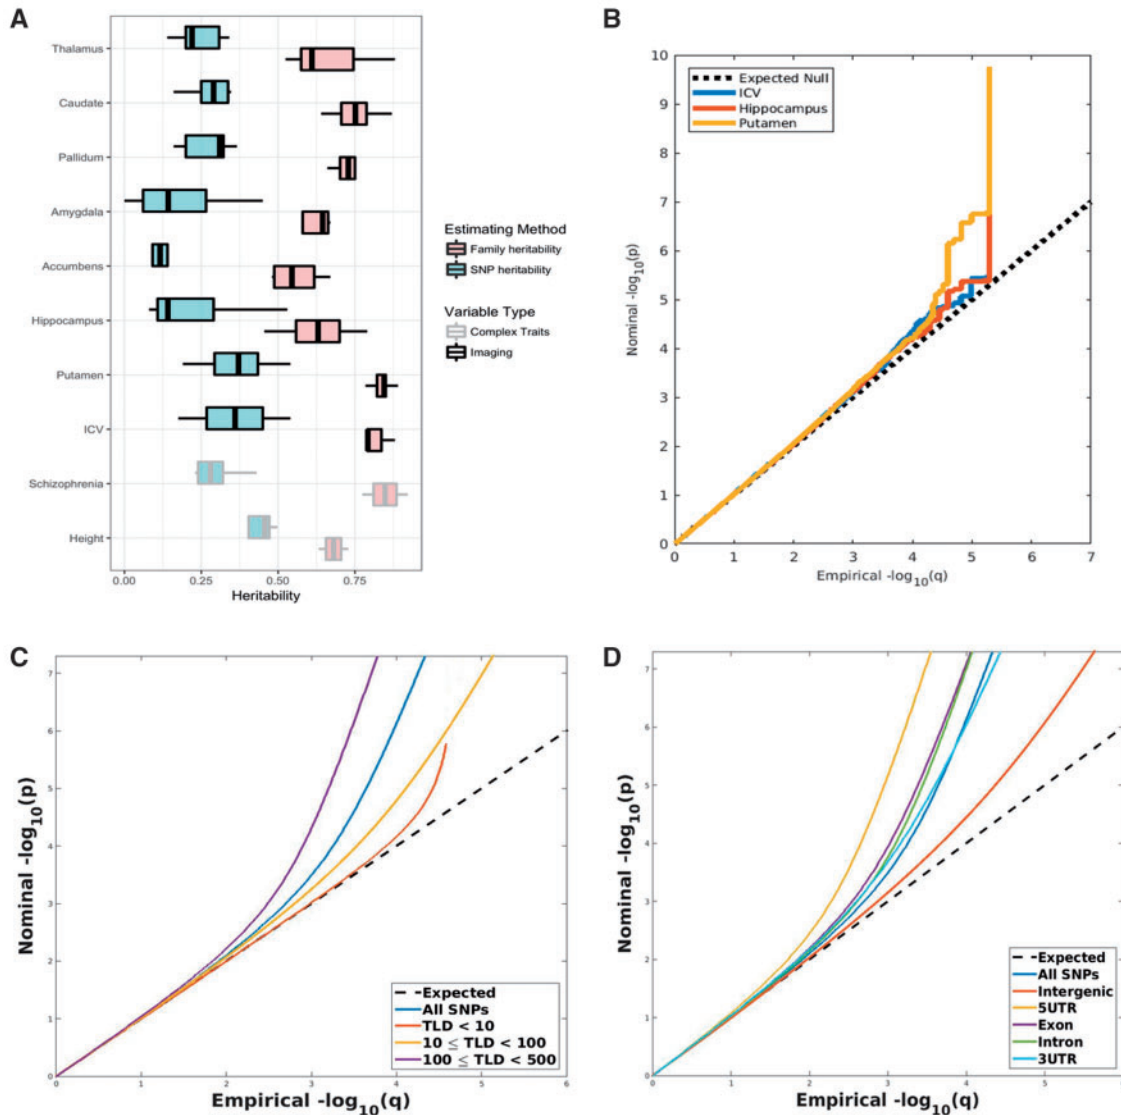 A
Thalamus
Caudate
Pallidum
Amygdala
Accumbens
Hippocampus
Putamen
ICV
Schizophrenia
Height
0.00 0.25 0.50 0.75
Heritability
Estimating Method
Family heritability
SNP heritability
Variable Type
Complex Traits
Imaging
B
10
9
8
7
6
5
4
3
2
1
0
Nominal -log10(p)
Expected Null
ICV
Hippocampus
Putamen
0 1 2 3 4 5 6 7
Empirical -log10(q)
C
7
6
5
4
3
2
1
0
Nominal -log10(p)
Expected
All SNPs
TLD < 10
10 ≤ TLD < 100
100 ≤ TLD < 500
0 1 2 3 4 5 6
Empirical -log10(q)
D
7
6
5
4
3
2
1
0
Nominal -log10(p)
Expected
All SNPs
Intergenic
5UTR
Exon
Intron
3UTR
0 1 2 3 4 5 6
Empirical -log10(q)